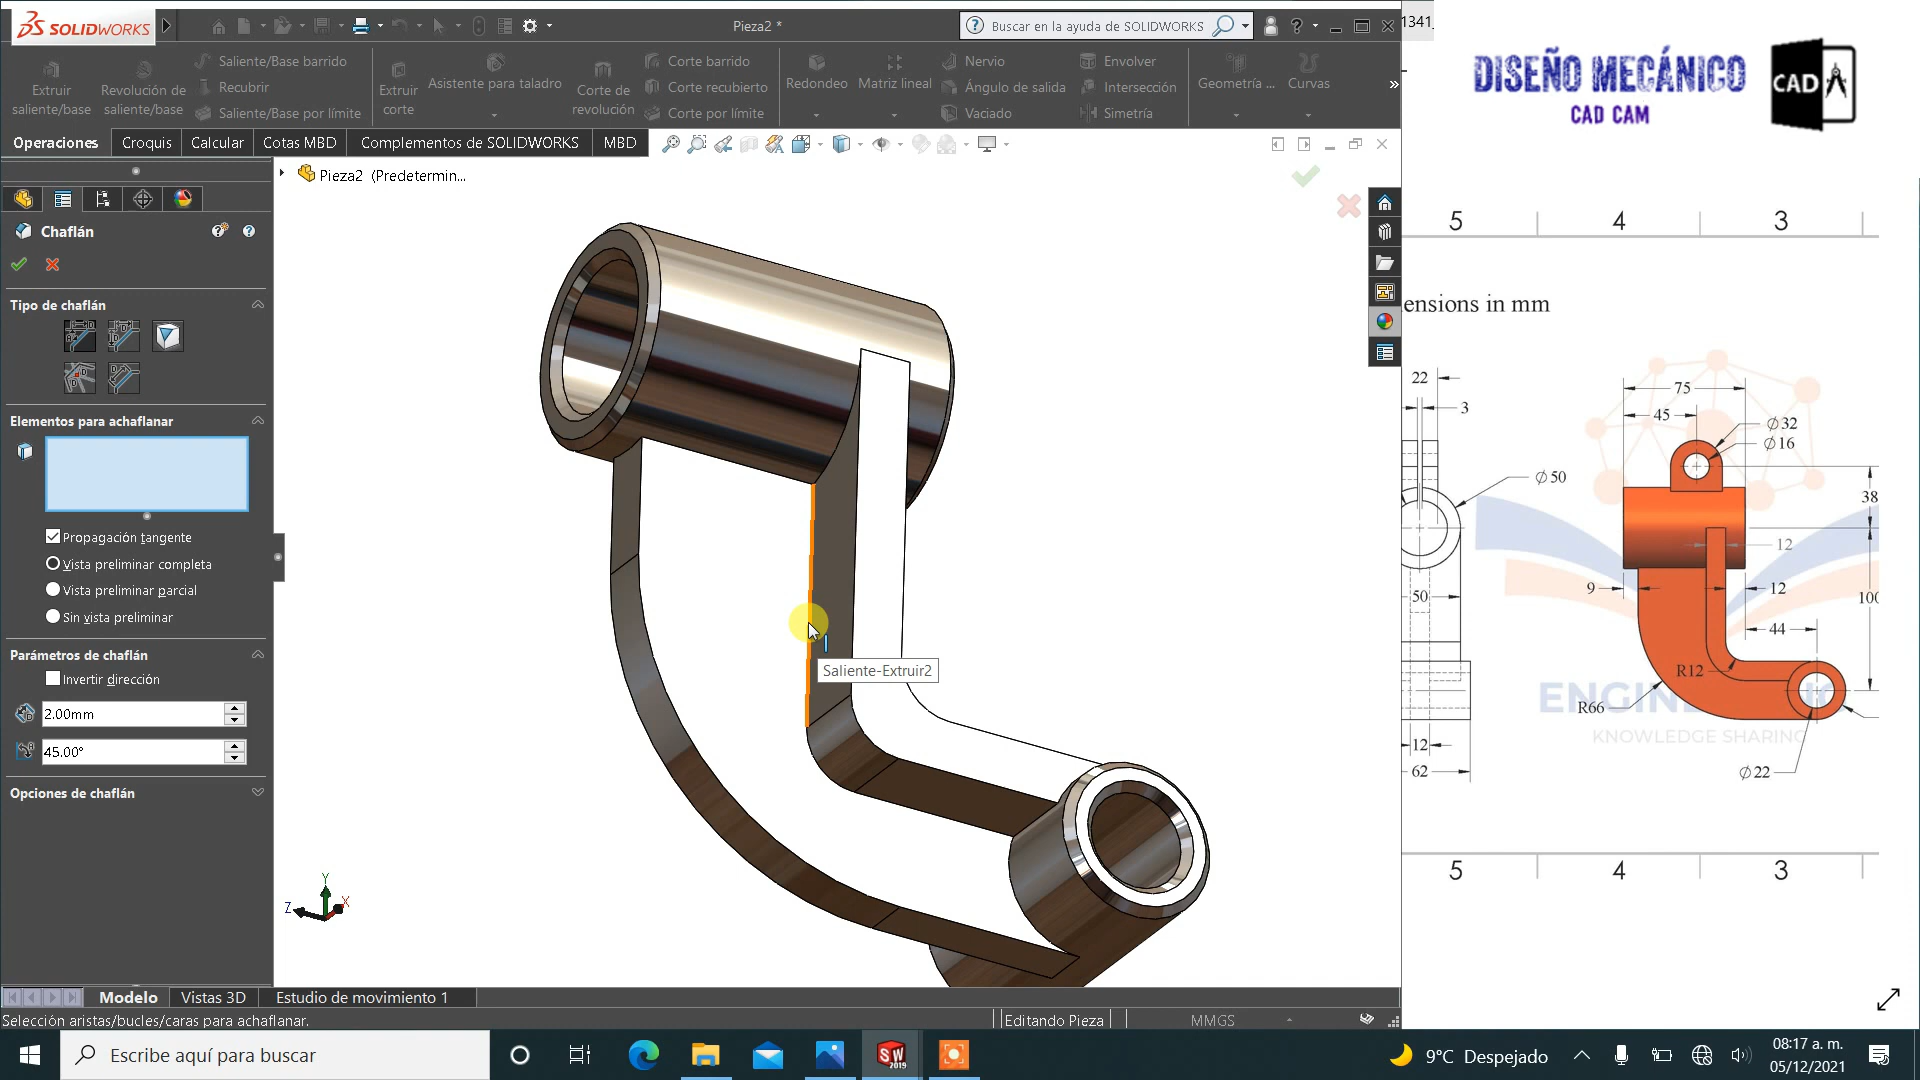 SOLIDWORKS
Pieza2 *
Buscar en la ayuda de SOLIDWORKS
1341_
Extruir saliente/base
Revolución de saliente/base
Saliente/Base barrido
Recubrir
Saliente/Base por límite
Extruir corte
Asistente para taladro
Corte de revolución
Corte barrido
Corte recubierto
Corte por límite
Redondeo
Matriz lineal
Nervio
Ángulo de salida
Vaciado
Envolver
Intersección
Simetría
Geometría ...
Curvas
»
Operaciones
Croquis
Calcular
Cotas MBD
Complementos de SOLIDWORKS
MBD
Pieza2 (Predetermin...
Chaflán
Tipo de chaflán
Elementos para achaflanar
Propagación tangente
Vista preliminar completa
Vista preliminar parcial
Sin vista preliminar
Parámetros de chaflán
Invertir dirección
2.00mm
45.00°
Opciones de chaflán
Saliente-Extruir2
Y
Z
X
Modelo
Vistas 3D
Estudio de movimiento 1
Selección aristas/bucles/caras para achaflanar.
Editando Pieza
MMGS
DISEÑO MECÁNICO
CAD CAM
CAD
5 4 3
ensions in mm
22
3
Ø50
50
12
62
75
45
Ø32
Ø16
38
12
9
12
100
44
R12
R66
Ø22
ENGIN
KNOWLEDGE SHARING
5 4 3
Escribe aquí para buscar
SW
2019
9°C Despejado
08:17 a. m.
05/12/2021